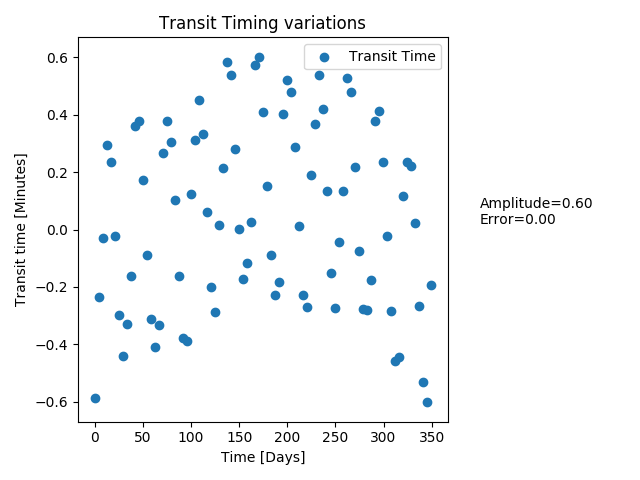 Transit Timing variations
Transit Time
Transit time [Minutes]
0.6
0.4
0.2
0.0
−0.2
−0.4
−0.6
0 50 100 150 200 250 300 350
Time [Days]
Amplitude=0.60
Error=0.00